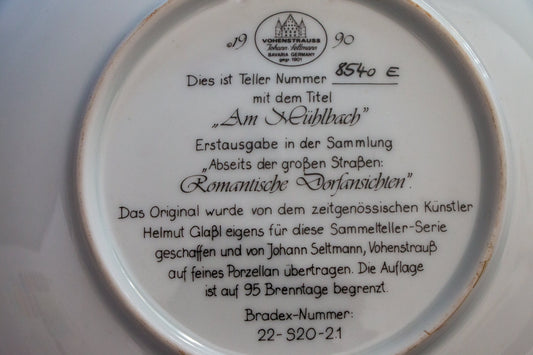 VOHENSTRAUSS
Johann Seltmann
BAVARIA GERMANY
gegr. 1901
19 90
Dies ist Teller Nummer 8540 E
mit dem Titel
„Am Mühlbach"
Erstausgabe in der Sammlung
„Abseits der großen Straßen:
Romantische Dorfansichten".
Das Original wurde von dem zeitgenössischen Künstler
Helmut Glaßl eigens für diese Sammelteller-Serie
geschaffen und von Johann Seltmann, Vohenstrauß
auf feines Porzellan übertragen. Die Auflage
ist auf 95 Brenntage begrenzt.
Bradex-Nummer:
22-S20-2.1